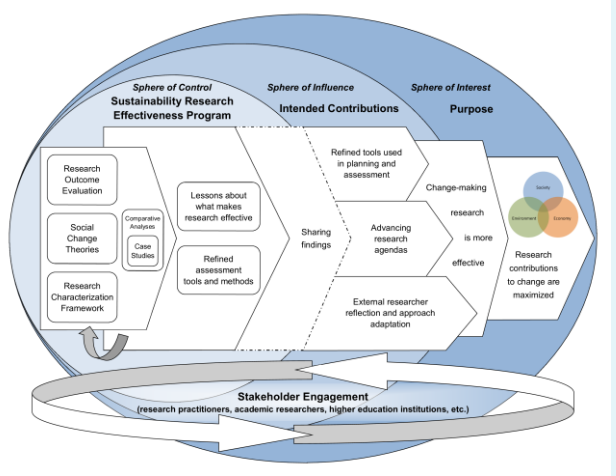 Sphere of Control
Sustainability Research
Effectiveness Program
Sphere of Influence
Intended Contributions
Sphere of Interest
Purpose
Research
Outcome
Evaluation
Social
Change
Theories
Research
Characterization
Framework
Comparative
Analyses
Case
Studies
Lessons about
what makes
research effective
Refined
assessment
tools and methods
Sharing
findings
Refined tools used
in planning and
assessment
Advancing
research
agendas
External researcher
reflection and approach
adaptation
Change-making
research
is more
effective
Society
Environment
Economy
Research
contributions
to change are
maximized
Stakeholder Engagement
(research practitioners, academic researchers, higher education institutions, etc.)